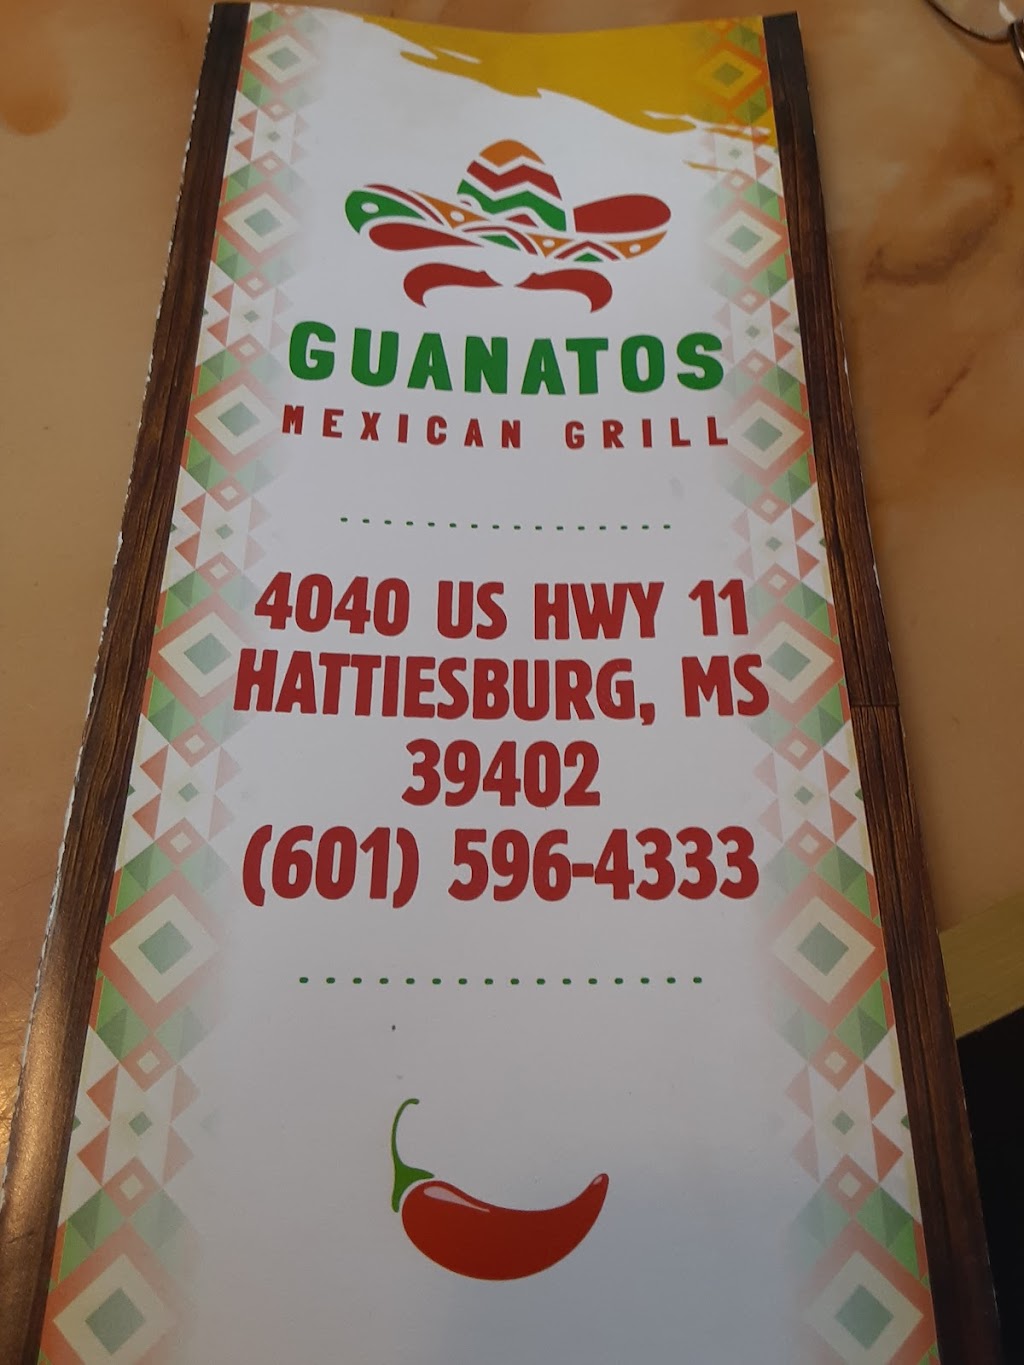 GUANATOS
MEXICAN GRILL
4040 US HWY 11
HATTIESBURG, MS
39402
(601) 596-4333